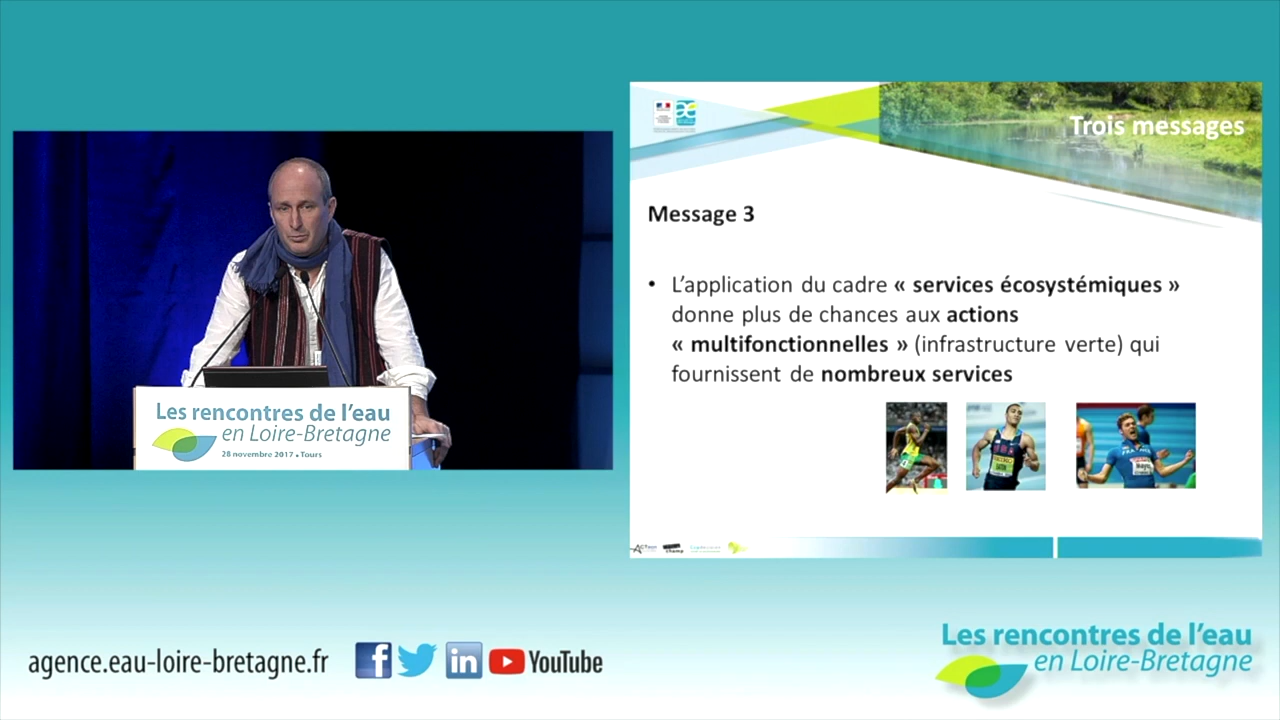 Trois messages
Message 3
• L'application du cadre « services écosystémiques »
donne plus de chances aux actions
« multifonctionnelles » (infrastructure verte) qui
fournissent de nombreux services
Les rencontres de l'eau
en Loire-Bretagne
28 novembre 2017 • Tours
agence.eau-loire-bretagne.fr
f
in
YouTube
Les rencontres de l'eau
en Loire-Bretagne